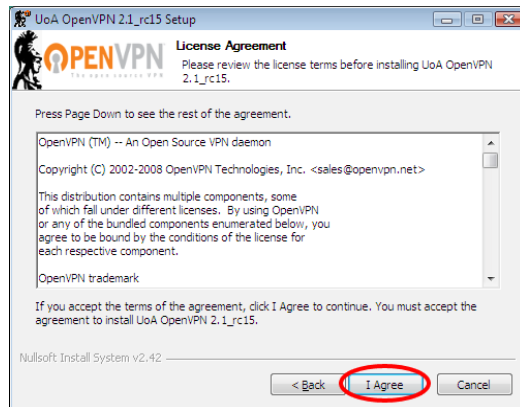 UoA OpenVPN 2.1_rc15 Setup
OPENVPN
The open source VPN
License Agreement
Please review the license terms before installing UoA OpenVPN
2.1_rc15.
Press Page Down to see the rest of the agreement.
OpenVPN (TM) -- An Open Source VPN daemon
Copyright (C) 2002-2008 OpenVPN Technologies, Inc. <sales@openvpn.net>
This distribution contains multiple components, some
of which fall under different licenses. By using OpenVPN
or any of the bundled components enumerated below, you
agree to be bound by the conditions of the license for
each respective component.
OpenVPN trademark
If you accept the terms of the agreement, click I Agree to continue. You must accept the
agreement to install UoA OpenVPN 2.1_rc15.
Nullsoft Install System v2.42
< Back
I Agree
Cancel